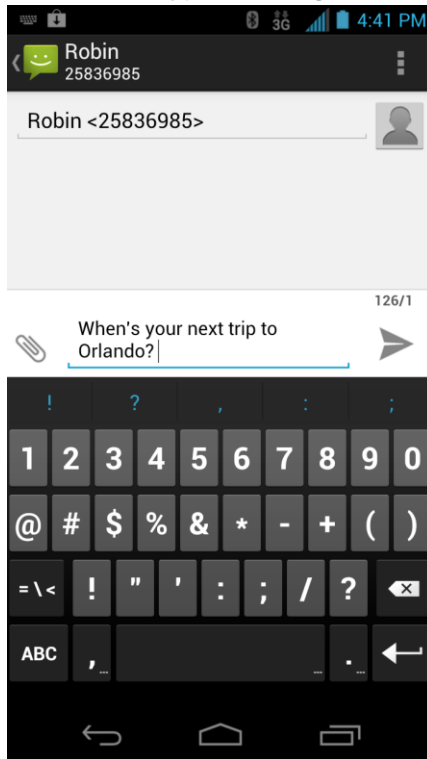 3G 4:41 PM
Robin
25836985
Robin <25836985>
126/1
When's your next trip to
Orlando?
! ? , : ;
1 2 3 4 5 6 7 8 9 0
@ # $ % & * - + ( )
= \ < ! " ' : ; / ?
ABC , ... ... . ...